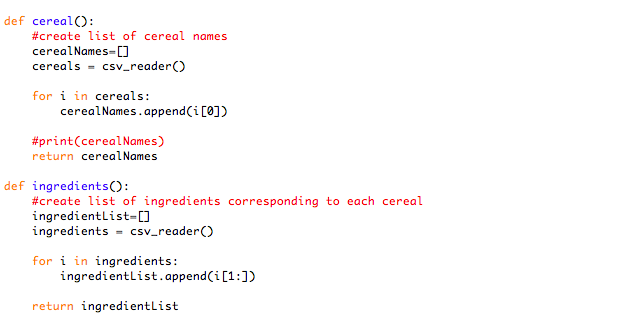 def cereal():
    #create list of cereal names
    cerealNames=[]
    cereals = csv_reader()

    for i in cereals:
        cerealNames.append(i[0])

    #print(cerealNames)
    return cerealNames

def ingredients():
    #create list of ingredients corresponding to each cereal
    ingredientList=[]
    ingredients = csv_reader()

    for i in ingredients:
        ingredientList.append(i[1:])

    return ingredientList